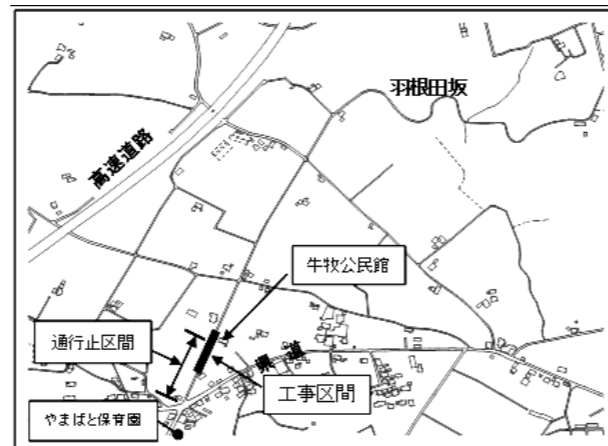 羽根田坂
高速道路
牛牧公民館
通行止区間
県道
工事区間
やまばと保育園